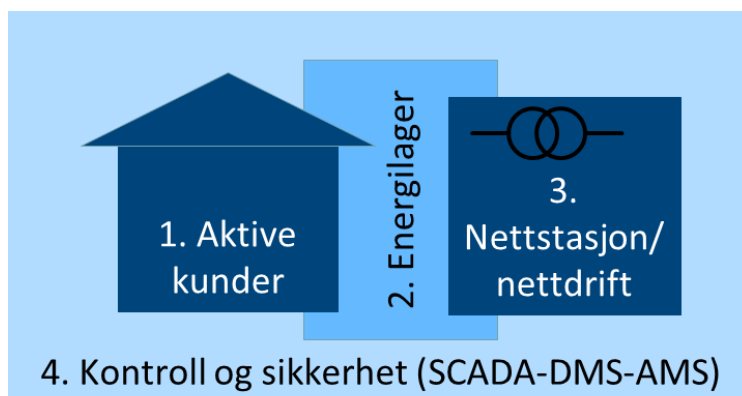 1. Aktive
kunder
2. Energilager
3.
Nettstasjon/
nettdrift
4. Kontroll og sikkerhet (SCADA-DMS-AMS)